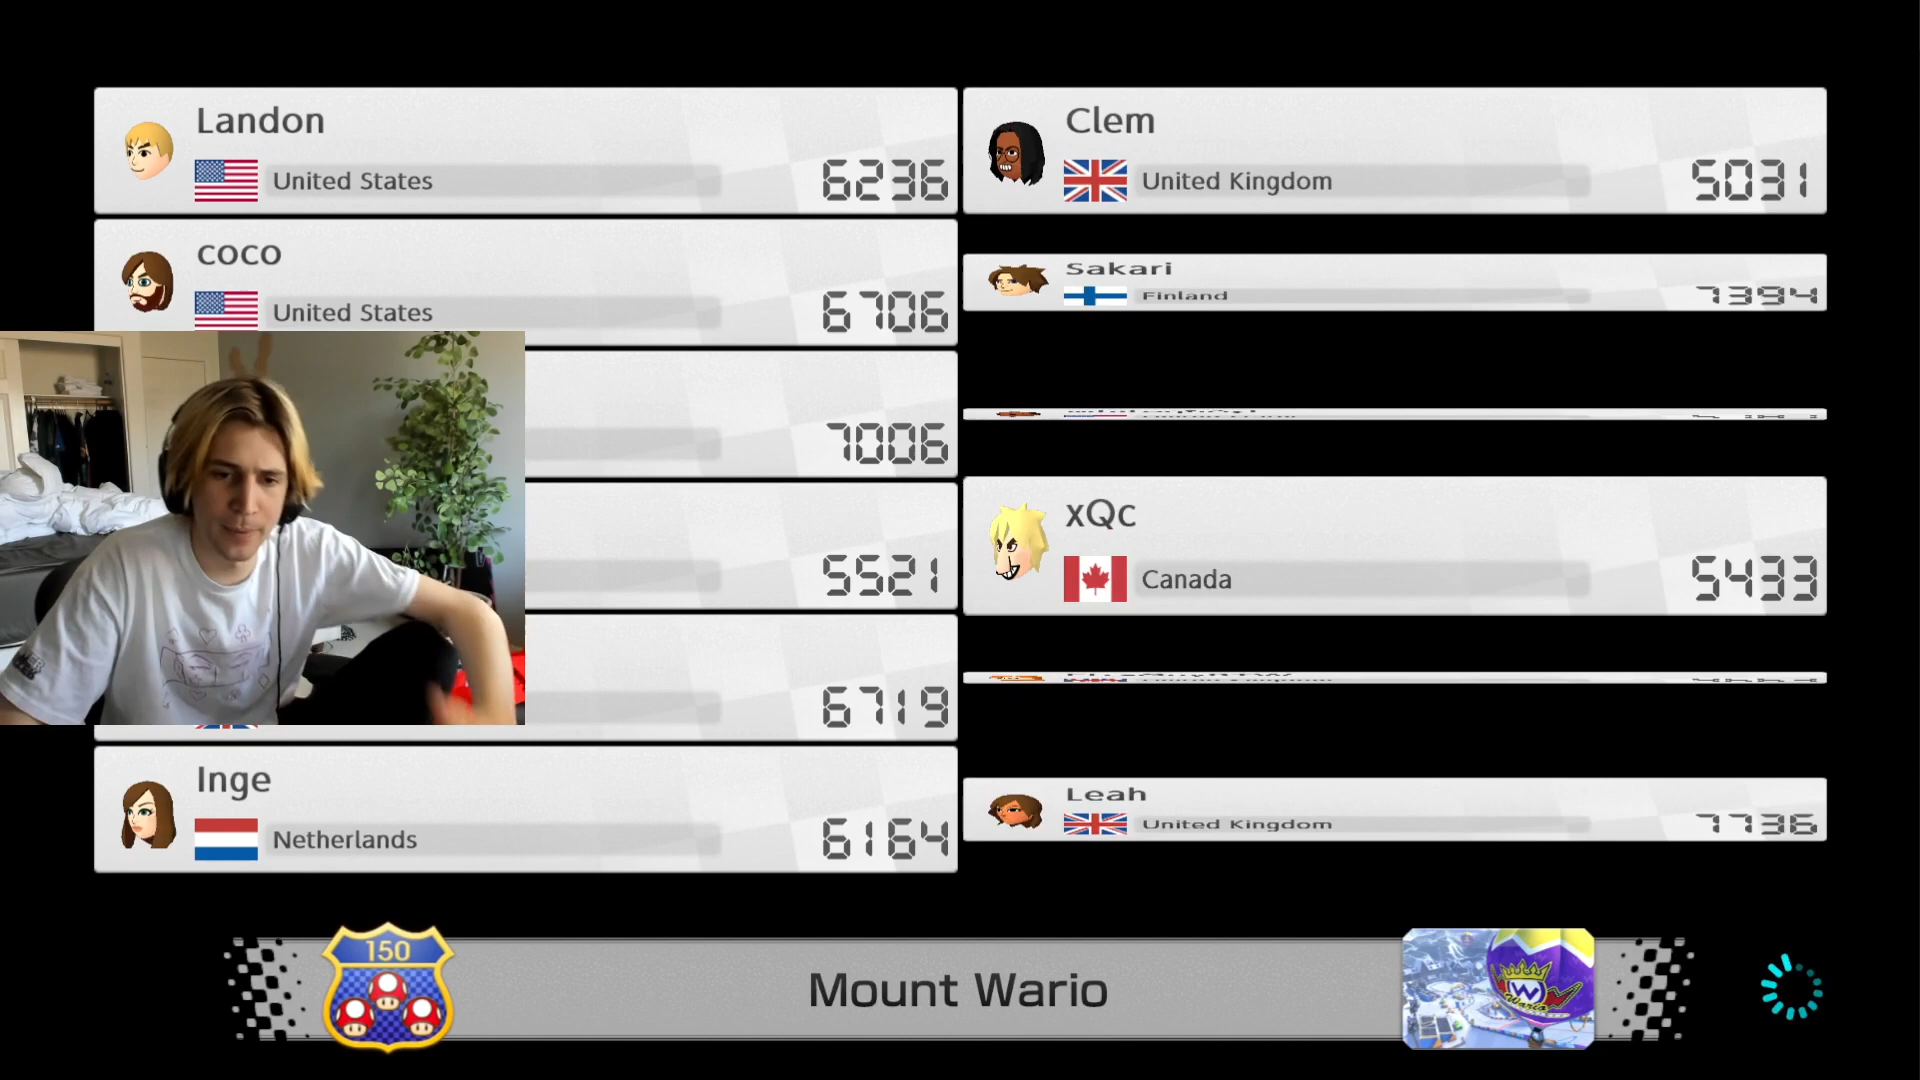 Landon
United States
6236
coco
United States
6706
7006
5521
6719
Inge
Netherlands
6164
Clem
United Kingdom
5031
Sakari
Finland
7394
xQc
Canada
5433
Leah
United Kingdom
7736
150
Mount Wario
W
Wario